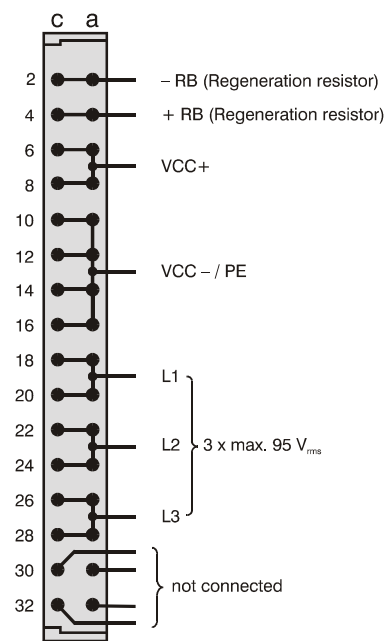 c a
2 – RB (Regeneration resistor)
4 + RB (Regeneration resistor)
6
VCC+
8
10
12
VCC – / PE
14
16
18
L1
20
22
L2 3 x max. 95 Vrms
24
26
L3
28
30
not connected
32